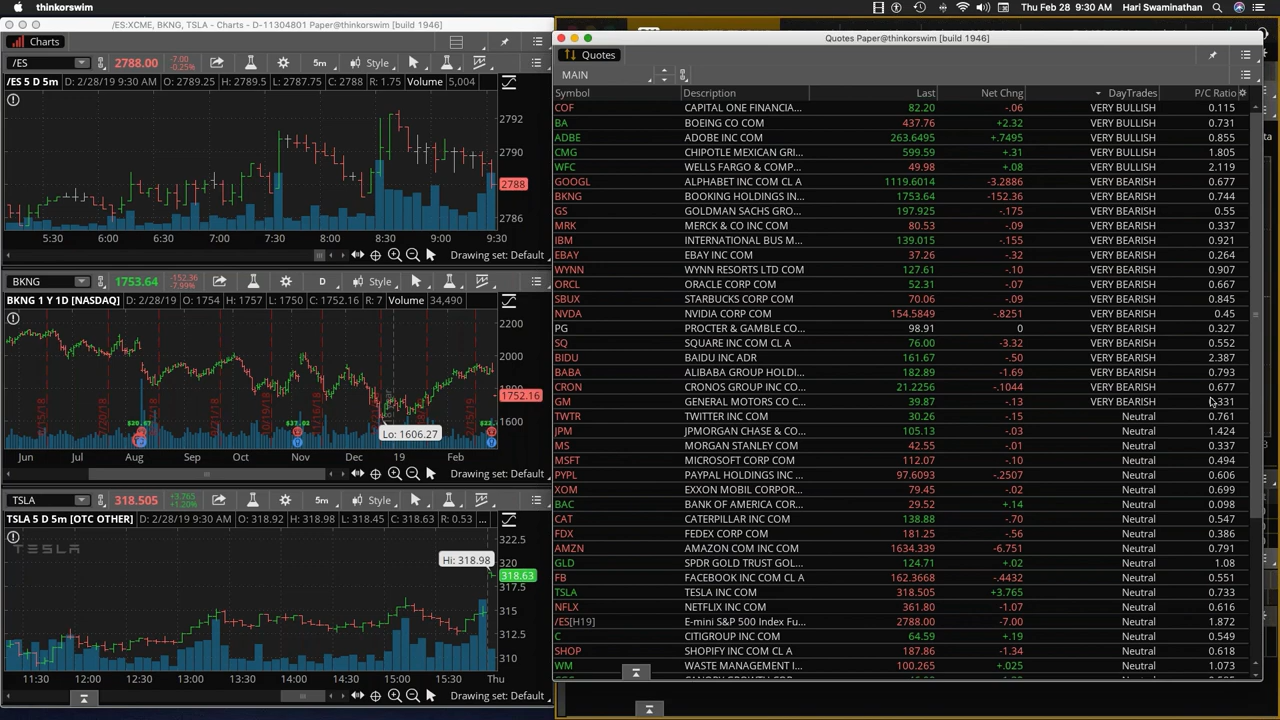 thinkorswim
Thu Feb 28 9:30 AM Hari Swaminathan
/ES:XCME, BKNG, TSLA - Charts - D-11304801 Paper@thinkorswim [build 1946]
Charts
/ES 2788.00 -7.00 -0.25% 5m Style
/ES 5 D 5m D: 2/28/19 9:30 AM O: 2789.25 H: 2789.5 L: 2787.75 C: 2788 R: 1.75 Volume 5,004
2792
2790
2788
2786
5:30 6:00 6:30 7:00 7:30 8:00 8:30 9:00 9:30
Drawing set: Default
BKNG 1753.64 -152.36 -7.99% D Style
BKNG 1 Y 1D [NASDAQ] D: 2/28/19 O: 1754 H: 1757 L: 1750 C: 1752.16 R: 7 Volume 34,490
2200
2000
1800
1752.16
1600
Lo: 1606.27
Jun Jul Aug Sep Oct Nov Dec 19 Feb
Drawing set: Default
TSLA 318.505 +3.765 +1.20% 5m Style
TSLA 5 D 5m [OTC OTHER] D: 2/28/19 9:30 AM O: 318.92 H: 318.98 L: 318.45 C: 318.63 R: 0.53 ...
TESLA
322.5
Hi: 318.98
320
318.63
317.5
315
312.5
310
11:30 12:00 12:30 13:00 13:30 14:00 14:30 15:00 15:30 Thu
Drawing set: Default
Quotes Paper@thinkorswim [build 1946]
Quotes
MAIN
Symbol Description Last Net Chng DayTrades P/C Ratio
COF CAPITAL ONE FINANCIA... 82.20 -.06 VERY BULLISH 0.115
BA BOEING CO COM 437.76 +2.32 VERY BULLISH 0.731
ADBE ADOBE INC COM 263.6495 +.7495 VERY BULLISH 0.855
CMG CHIPOTLE MEXICAN GRI... 599.59 +.31 VERY BULLISH 1.805
WFC WELLS FARGO & COMP... 49.98 +.08 VERY BULLISH 2.119
GOOGL ALPHABET INC COM CL A 1119.6014 -3.2886 VERY BEARISH 0.677
BKNG BOOKING HOLDINGS IN... 1753.64 -152.36 VERY BEARISH 0.744
GS GOLDMAN SACHS GRO... 197.925 -.175 VERY BEARISH 0.55
MRK MERCK & CO INC COM 80.53 -.09 VERY BEARISH 0.337
IBM INTERNATIONAL BUS M... 139.015 -.155 VERY BEARISH 0.921
EBAY EBAY INC COM 37.26 -.32 VERY BEARISH 0.264
WYNN WYNN RESORTS LTD COM 127.61 -.10 VERY BEARISH 0.907
ORCL ORACLE CORP COM 52.31 -.07 VERY BEARISH 0.667
SBUX STARBUCKS CORP COM 70.06 -.09 VERY BEARISH 0.845
NVDA NVIDIA CORP COM 154.5849 -.8251 VERY BEARISH 0.45
PG PROCTER & GAMBLE CO... 98.91 0 VERY BEARISH 0.327
SQ SQUARE INC COM CL A 76.00 -3.32 VERY BEARISH 0.552
BIDU BAIDU INC ADR 161.67 -.50 VERY BEARISH 2.387
BABA ALIBABA GROUP HOLDI... 182.89 -1.69 VERY BEARISH 0.793
CRON CRONOS GROUP INC COM 21.2256 -.1044 VERY BEARISH 0.677
GM GENERAL MOTORS CO C... 39.87 -.13 VERY BEARISH
TWTR TWITTER INC COM 30.26 -.15 Neutral 0.761
JPM JPMORGAN CHASE & CO... 105.13 -.03 Neutral 1.424
MS MORGAN STANLEY COM 42.55 -.01 Neutral 0.337
MSFT MICROSOFT CORP COM 112.07 -.10 Neutral 0.494
PYPL PAYPAL HOLDINGS INC ... 97.6093 -.2507 Neutral 0.606
XOM EXXON MOBIL CORPOR... 79.45 -.02 Neutral 0.699
BAC BANK OF AMERICA COR... 29.52 +.14 Neutral 0.098
CAT CATERPILLAR INC COM 138.88 -.70 Neutral 0.547
FDX FEDEX CORP COM 181.25 -.56 Neutral 0.386
AMZN AMAZON COM INC COM 1634.339 -6.751 Neutral 0.791
GLD SPDR GOLD TRUST GOL... 124.71 +.02 Neutral 1.08
FB FACEBOOK INC COM CL A 162.3668 -.4432 Neutral 0.551
TSLA TESLA INC COM 318.505 +3.765 Neutral 0.733
NFLX NETFLIX INC COM 361.80 -1.07 Neutral 0.616
/ES[H19] E-mini S&P 500 Index Fu... 2788.00 -7.00 Neutral 1.872
C CITIGROUP INC COM 64.59 +.19 Neutral 0.549
SHOP SHOPIFY INC COM CL A 187.86 -1.34 Neutral 0.618
WM WASTE MANAGEMENT I... 100.265 +.025 Neutral 1.073